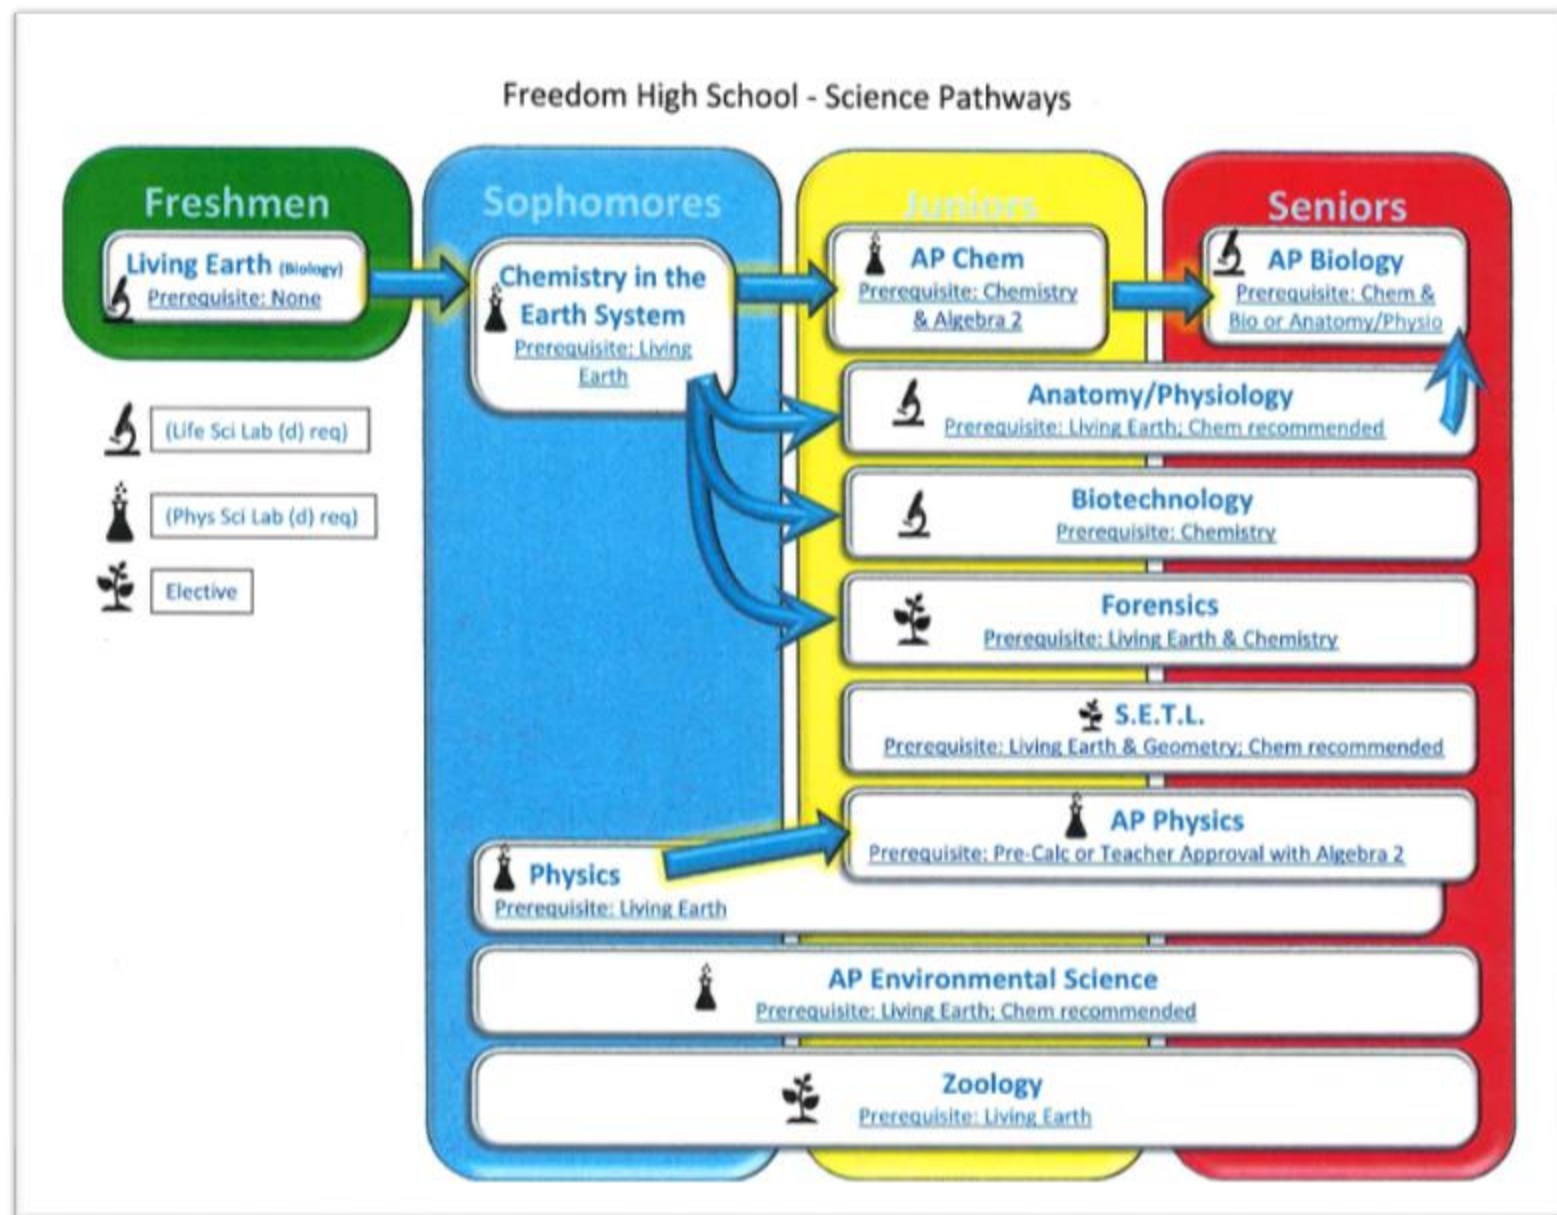 Freedom High School - Science Pathways
Freshmen
Living Earth (Biology)
Prerequisite: None
(Life Sci Lab (d) req)
(Phys Sci Lab (d) req)
Elective
Sophomores
Chemistry in the
Earth System
Prerequisite: Living
Earth
Juniors
AP Chem
Prerequisite: Chemistry
& Algebra 2
Seniors
AP Biology
Prerequisite: Chem &
Bio or Anatomy/Physio
Anatomy/Physiology
Prerequisite: Living Earth; Chem recommended
Biotechnology
Prerequisite: Chemistry
Forensics
Prerequisite: Living Earth & Chemistry
S.E.T.L.
Prerequisite: Living Earth & Geometry; Chem recommended
AP Physics
Prerequisite: Pre-Calc or Teacher Approval with Algebra 2
Physics
Prerequisite: Living Earth
AP Environmental Science
Prerequisite: Living Earth; Chem recommended
Zoology
Prerequisite: Living Earth